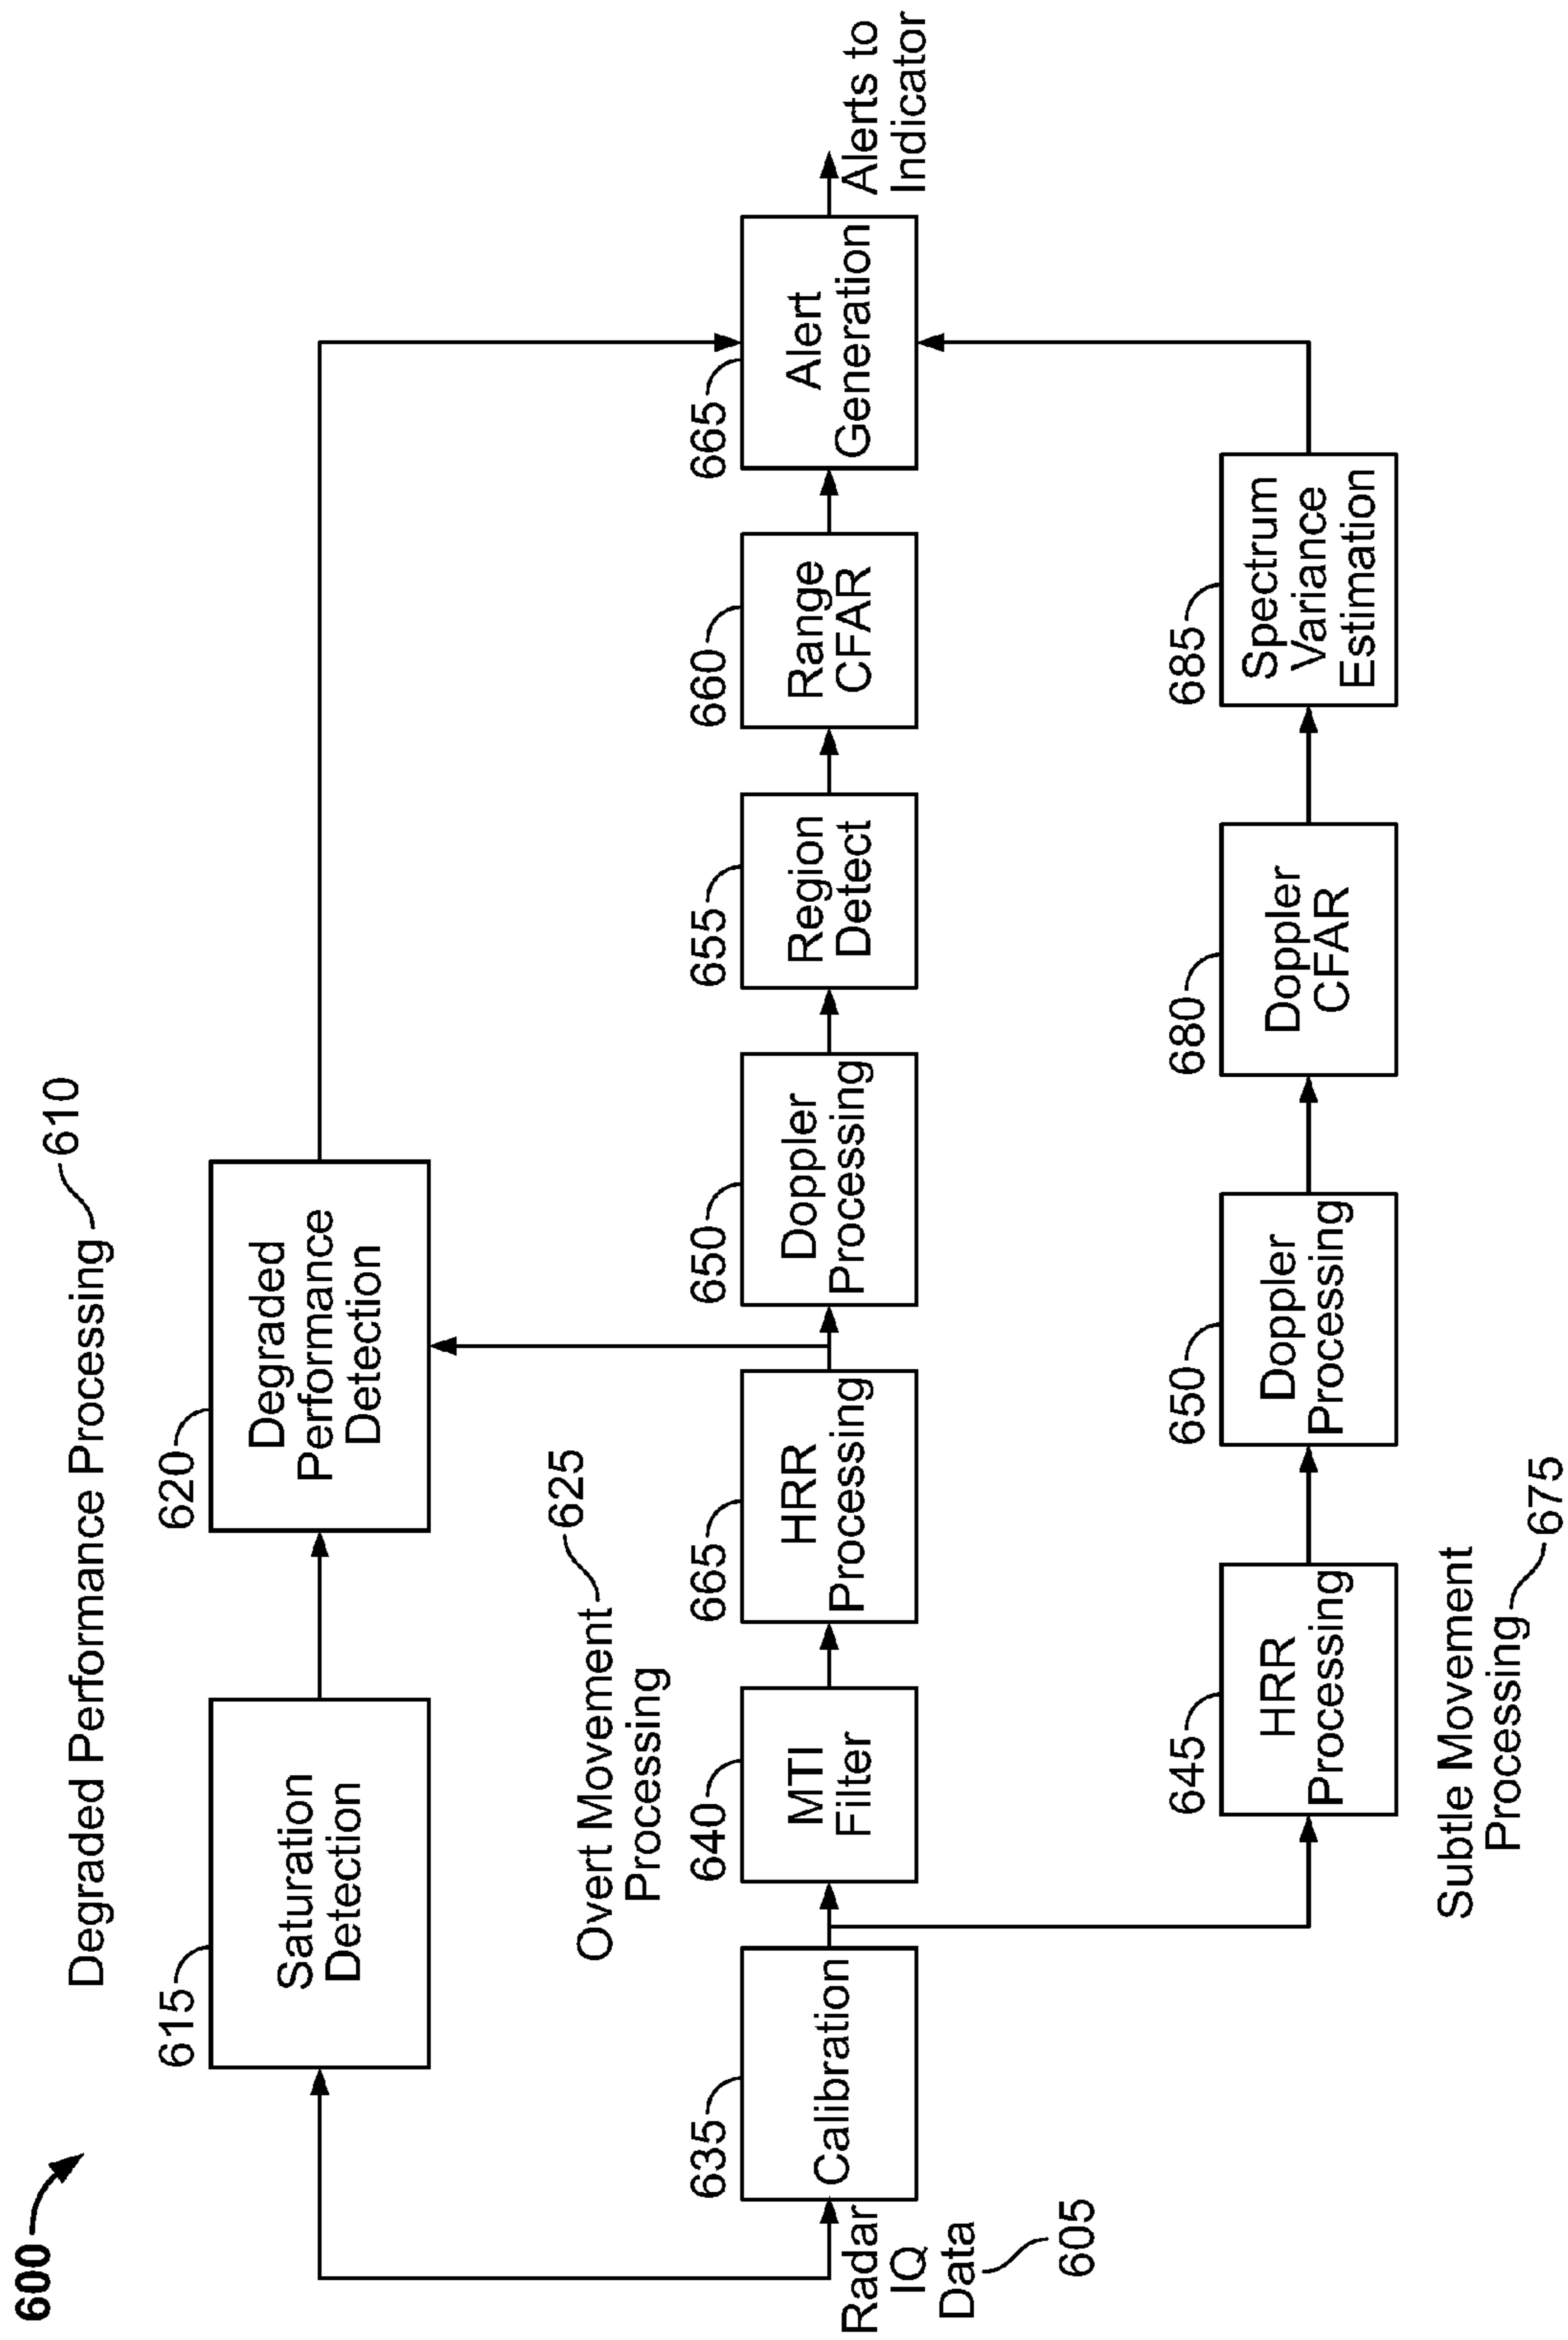 600
Degraded Performance Processing 610
615
Saturation
Detection
620
Degraded
Performance
Detection
Overt Movement 625
Processing
Radar
IQ
Data
605
635
Calibration
640
MTI
Filter
665
HRR
Processing
650
Doppler
Processing
655
Region
Detect
660
Range
CFAR
665
Alert
Generation
Alerts to
Indicator
645
HRR
Processing
650
Doppler
Processing
680
Doppler
CFAR
685
Spectrum
Variance
Estimation
Subtle Movement
Processing 675